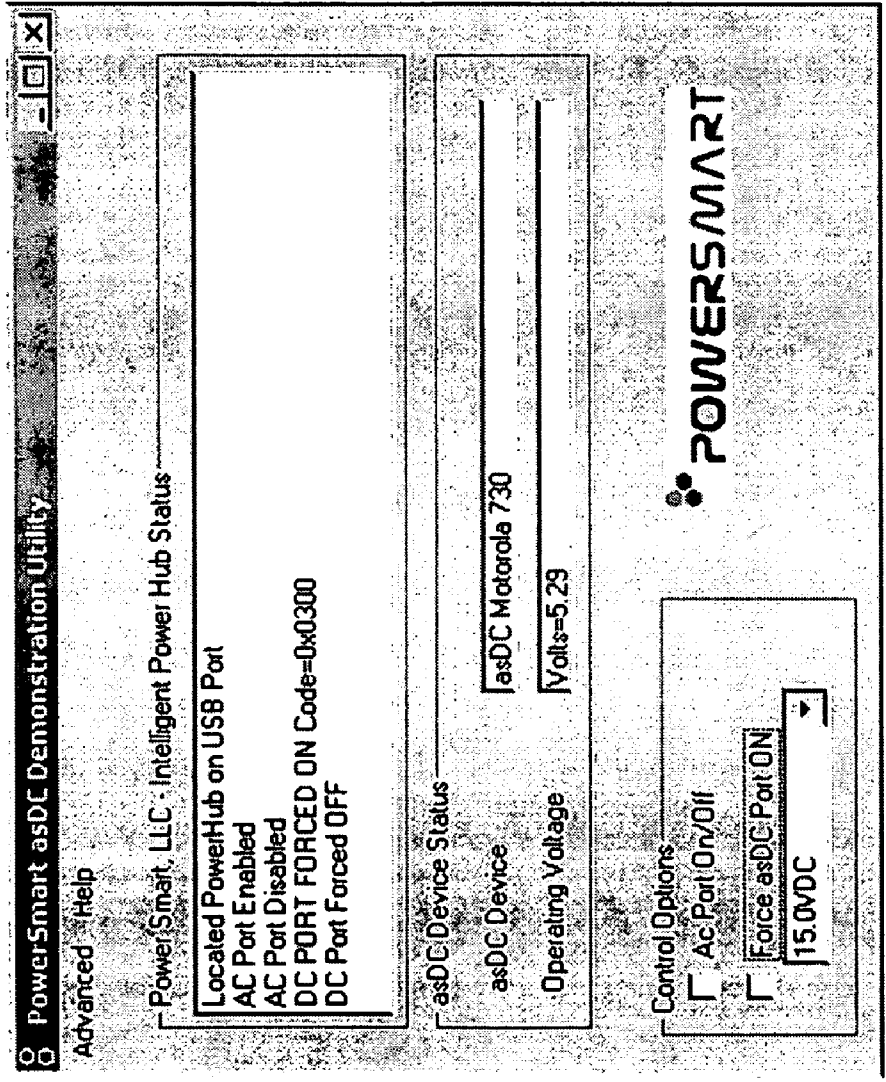 PowerSmart asDC Demonstration Utility
Advanced Help
PowerSmart, LLC - Intelligent Power Hub Status
Located PowerHub on USB Port
AC Port Enabled
AC Port Disabled
DC PORT FORCED ON Code=0x0300
DC Port Forced OFF
asDC Device Status
asDC Device asDC Motorola 730
Operating Voltage Volts=5.29
Control Options
Ac Port On/Off
Force asDC Port ON
15.0VDC
POWERSMART